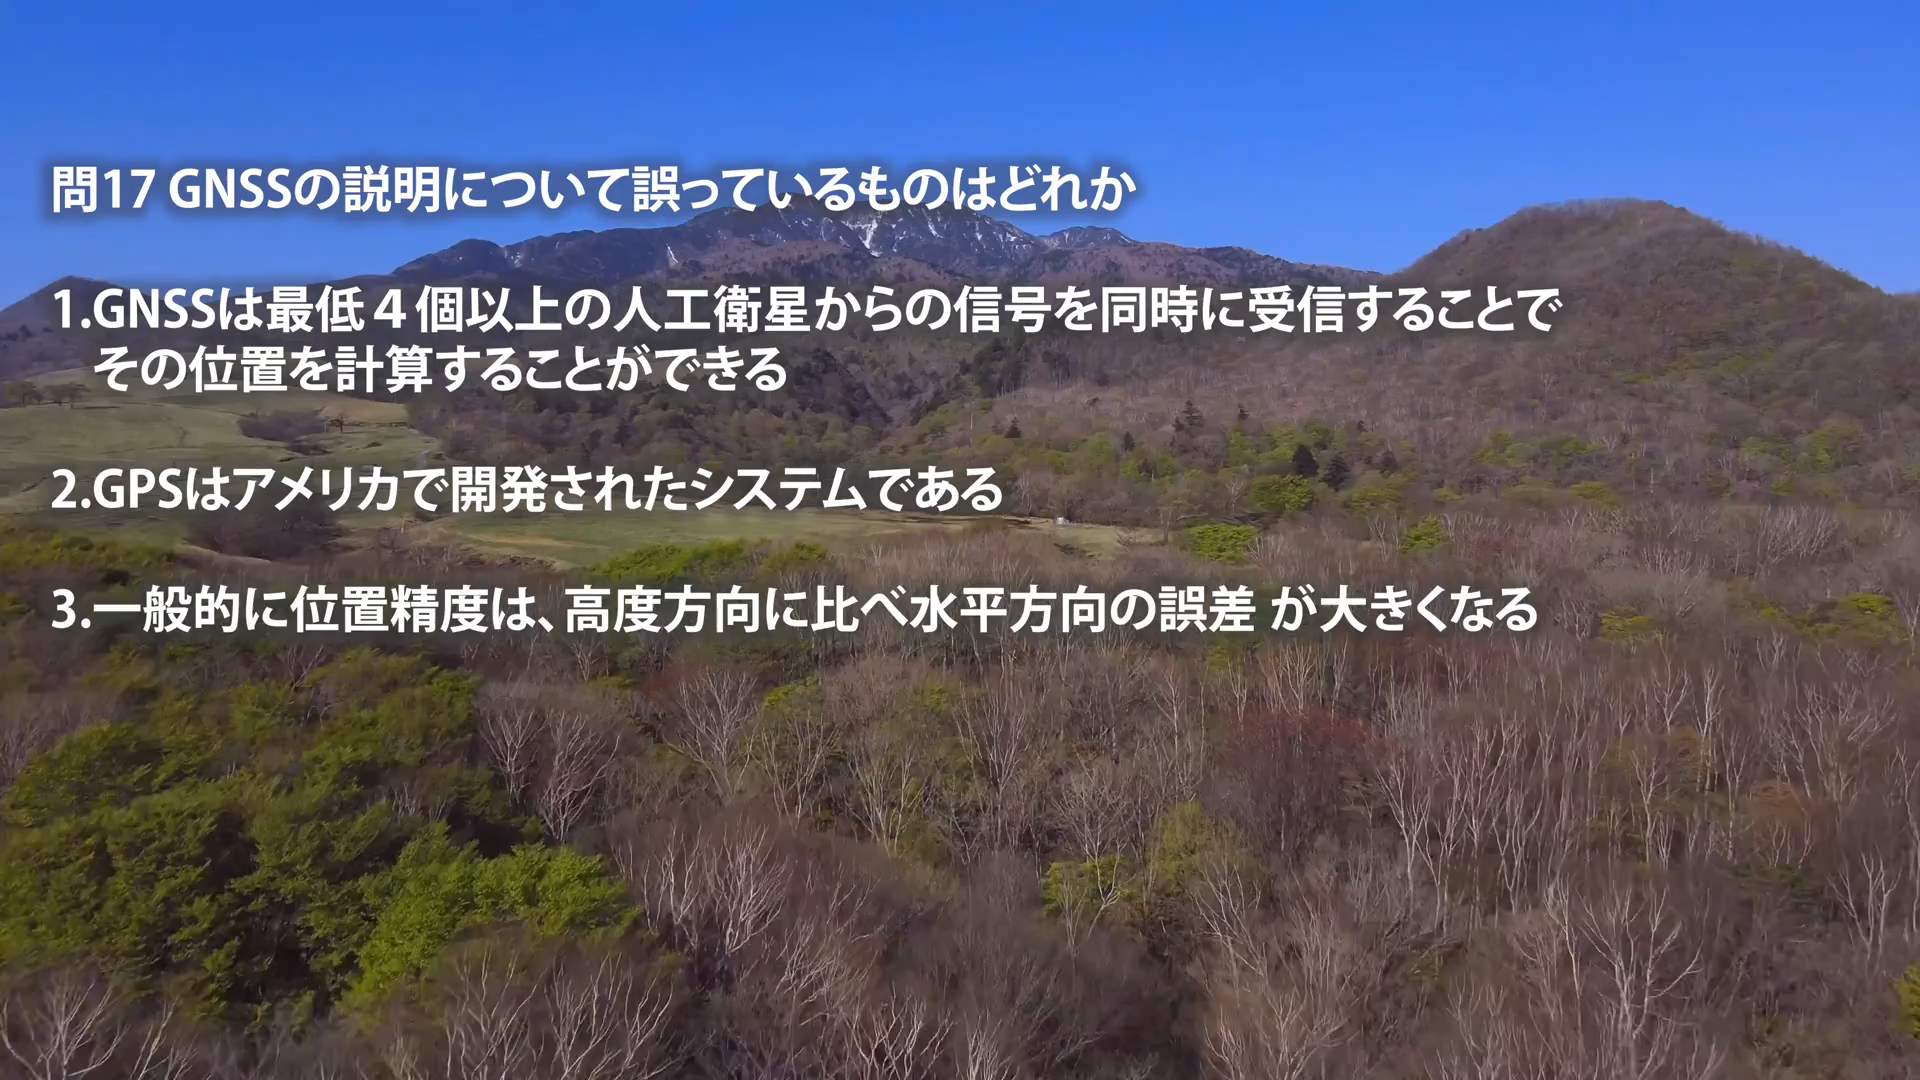 問17 GNSSの説明について誤っているものはどれか
1.GNSSは最低４個以上の人工衛星からの信号を同時に受信することで
その位置を計算することができる
2.GPSはアメリカで開発されたシステムである
3.一般的に位置精度は、高度方向に比べ水平方向の誤差 が大きくなる